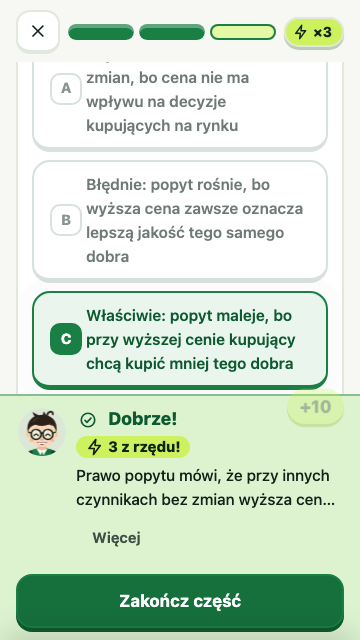 ×3
A
zmian, bo cena nie ma
wpływu na decyzje
kupujących na rynku
B
Błędnie: popyt rośnie, bo
wyższa cena zawsze oznacza
lepszą jakość tego samego
dobra
C
Właściwie: popyt maleje, bo
przy wyższej cenie kupujący
chcą kupić mniej tego dobra
+10
Dobrze!
3 z rzędu!
Prawo popytu mówi, że przy innych
czynnikach bez zmian wyższa cen...
Więcej
Zakończ część